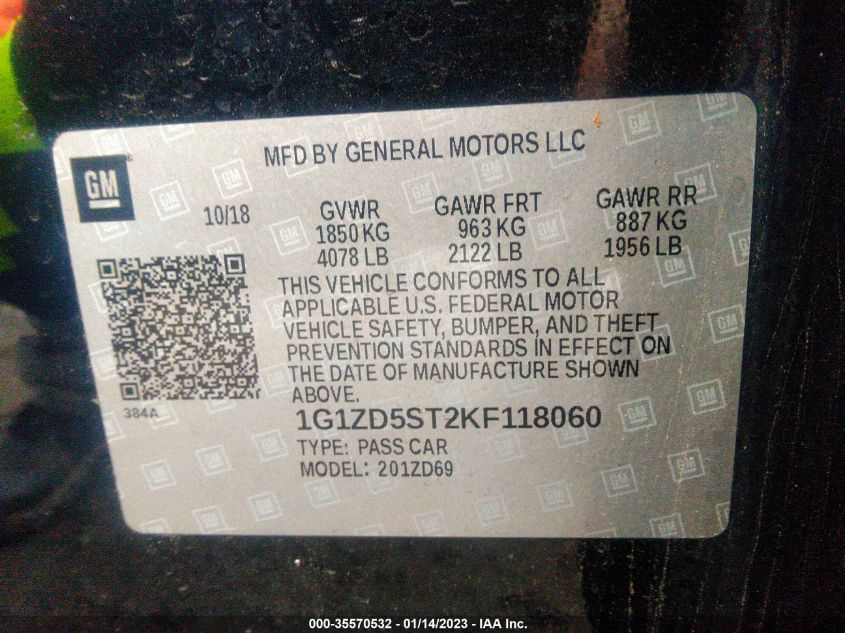 MFD BY GENERAL MOTORS LLC
GM
10/18
GVWR GAWR FRT GAWR RR
1850 KG 963 KG 887 KG
4078 LB 2122 LB 1956 LB
THIS VEHICLE CONFORMS TO ALL
APPLICABLE U.S. FEDERAL MOTOR
VEHICLE SAFETY, BUMPER, AND THEFT
PREVENTION STANDARDS IN EFFECT ON
THE DATE OF MANUFACTURE SHOWN
ABOVE.
384A
1G1ZD5ST2KF118060
TYPE: PASS CAR
MODEL: 201ZD69
000-35570532 - 01/14/2023 - IAA Inc.